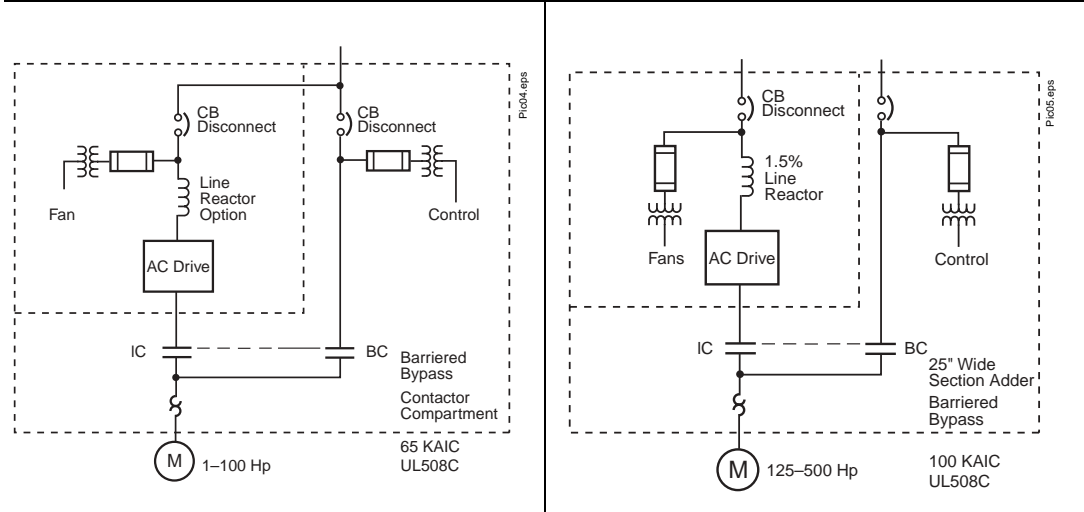 Pic04.eps
CB
Disconnect
CB
Disconnect
Line
Reactor
Option
Fan
Control
AC Drive
IC
BC
Barriered
Bypass
Contactor
Compartment
65 KAIC
UL508C
M
1–100 Hp
Pic05.eps
CB
Disconnect
1.5%
Line
Reactor
Fans
AC Drive
Control
IC
BC
25" Wide
Section Adder
Barriered
Bypass
M
125–500 Hp
100 KAIC
UL508C